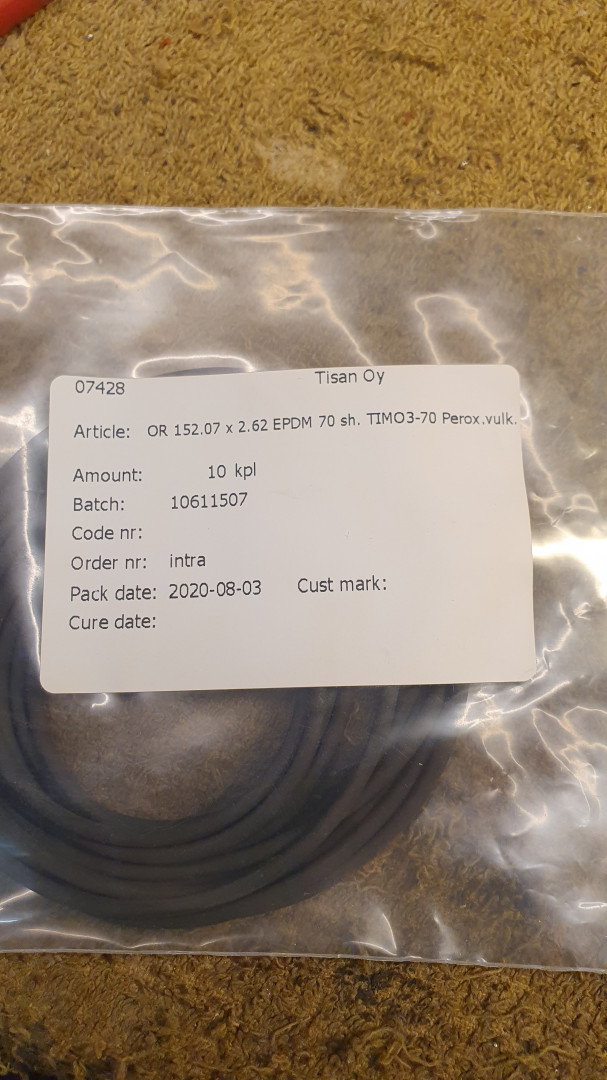 07428 Tisan Oy
Article: OR 152.07 x 2.62 EPDM 70 sh. TIMO3-70 Perox.vulk.
Amount: 10 kpl
Batch: 10611507
Code nr:
Order nr: intra
Pack date: 2020-08-03 Cust mark:
Cure date: